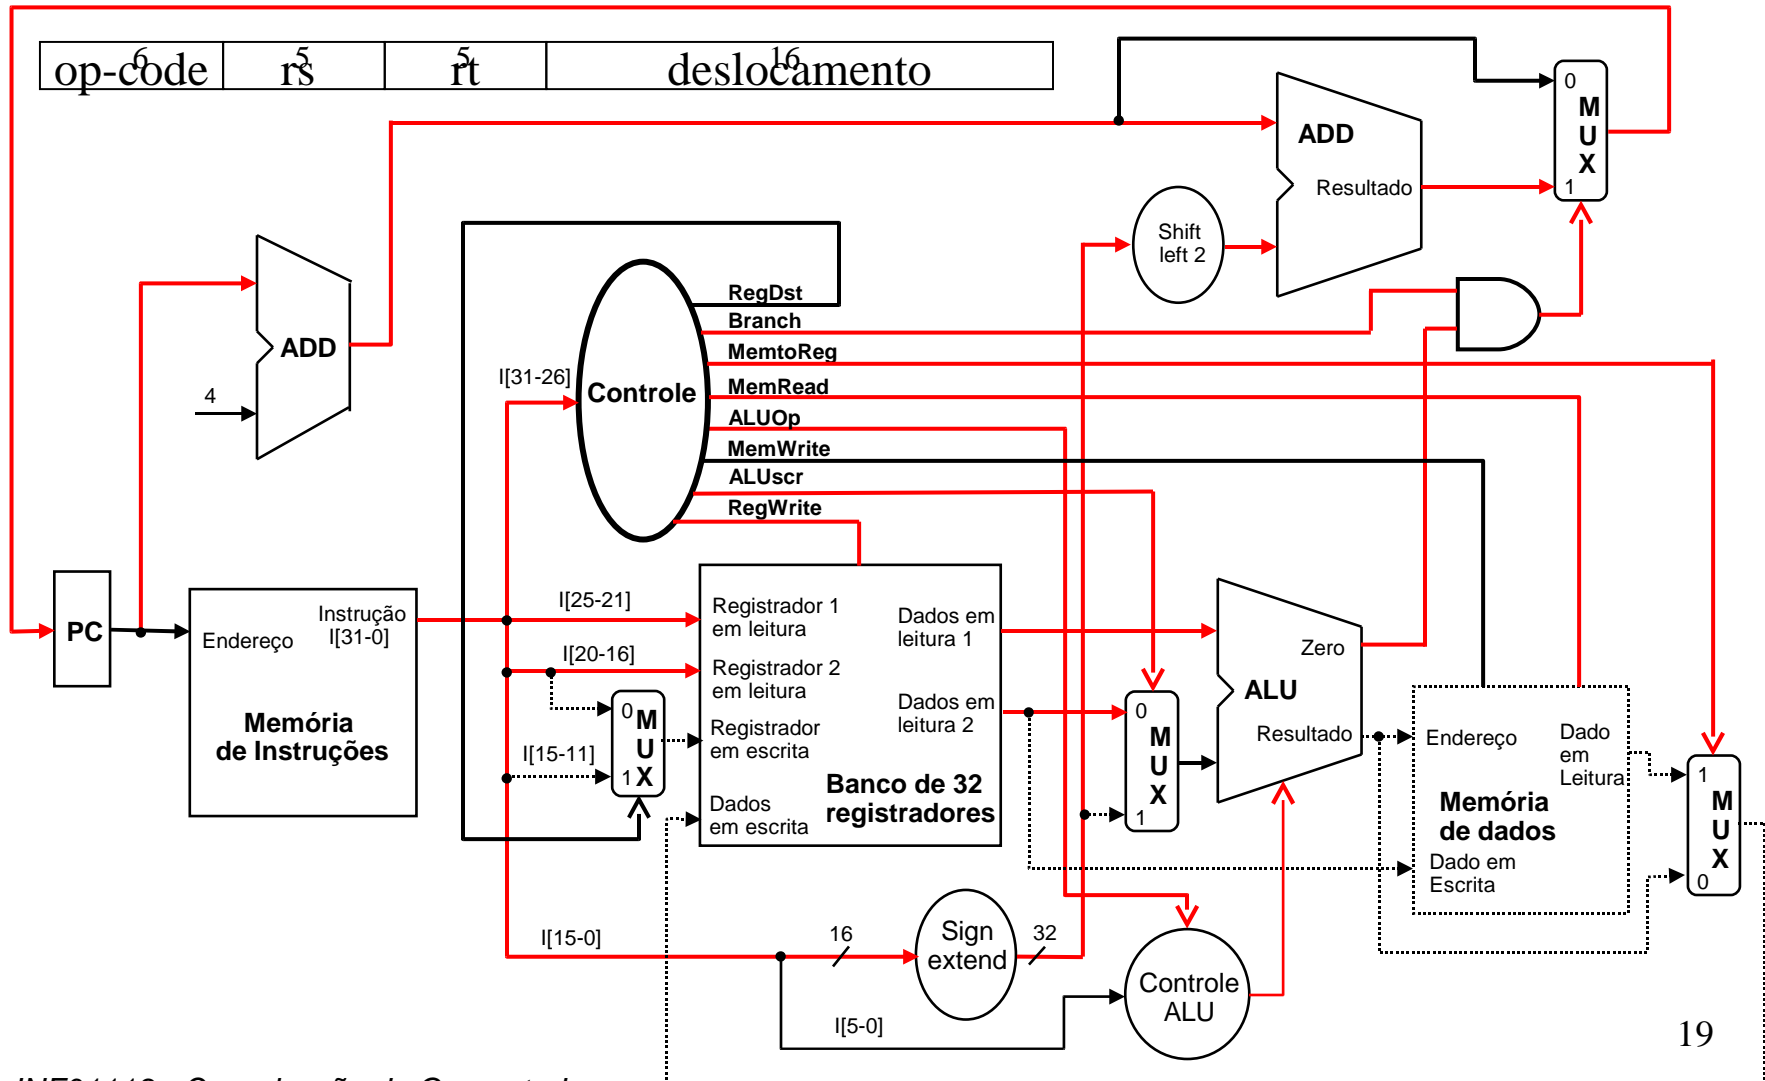 6 5 5 16
op-code rs rt deslocamento
0
M
U
X
1
ADD
Resultado
Shift
left 2
RegDst
Branch
MemtoReg
MemRead
ALUOp
MemWrite
ALUscr
RegWrite
ADD
4
I[31-26]
Controle
PC
Endereço
Instrução
I[31-0]
Memória
de Instruções
I[25-21]
I[20-16]
I[15-11]
0
M
U
1 X
Registrador 1
em leitura
Registrador 2
em leitura
Registrador
em escrita
Dados
em escrita
Dados em
leitura 1
Dados em
leitura 2
Banco de 32
registradores
0
M
U
X
1
Zero
ALU
Resultado
Endereço
Dado
em
Leitura
Memória
de dados
Dado em
Escrita
1
M
U
X
0
I[15-0]
16
Sign
extend
32
Controle
ALU
I[5-0]
19